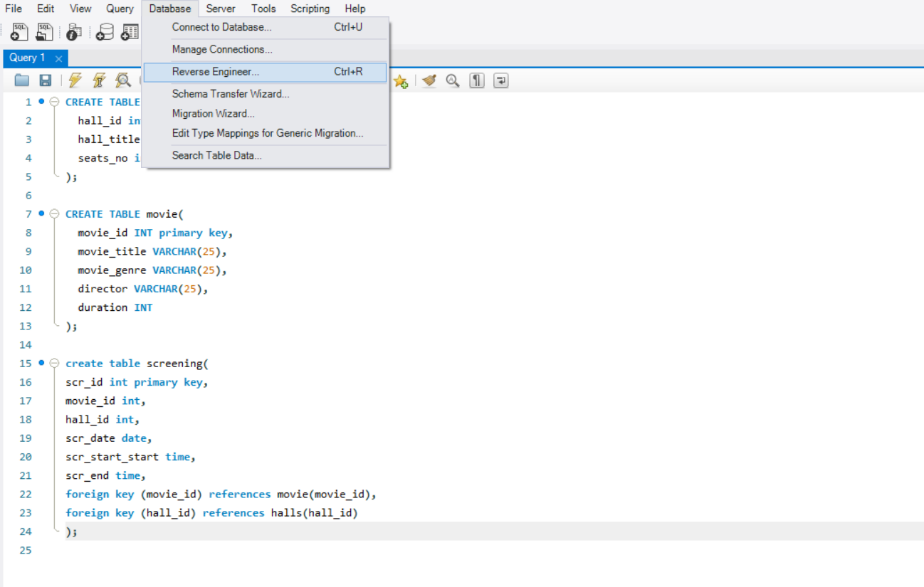 File Edit View Query Database Server Tools Scripting Help
Connect to Database... Ctrl+U
Manage Connections...
Reverse Engineer... Ctrl+R
Schema Transfer Wizard...
Migration Wizard...
Edit Type Mappings for Generic Migration...
Search Table Data...
Query 1 ×
1 CREATE TABLE
2 hall_id in
3 hall_title
4 seats_no i
5 );
6
7 CREATE TABLE movie(
8 movie_id INT primary key,
9 movie_title VARCHAR(25),
10 movie_genre VARCHAR(25),
11 director VARCHAR(25),
12 duration INT
13 );
14
15 create table screening(
16 scr_id int primary key,
17 movie_id int,
18 hall_id int,
19 scr_date date,
20 scr_start_start time,
21 scr_end time,
22 foreign key (movie_id) references movie(movie_id),
23 foreign key (hall_id) references halls(hall_id)
24 );
25